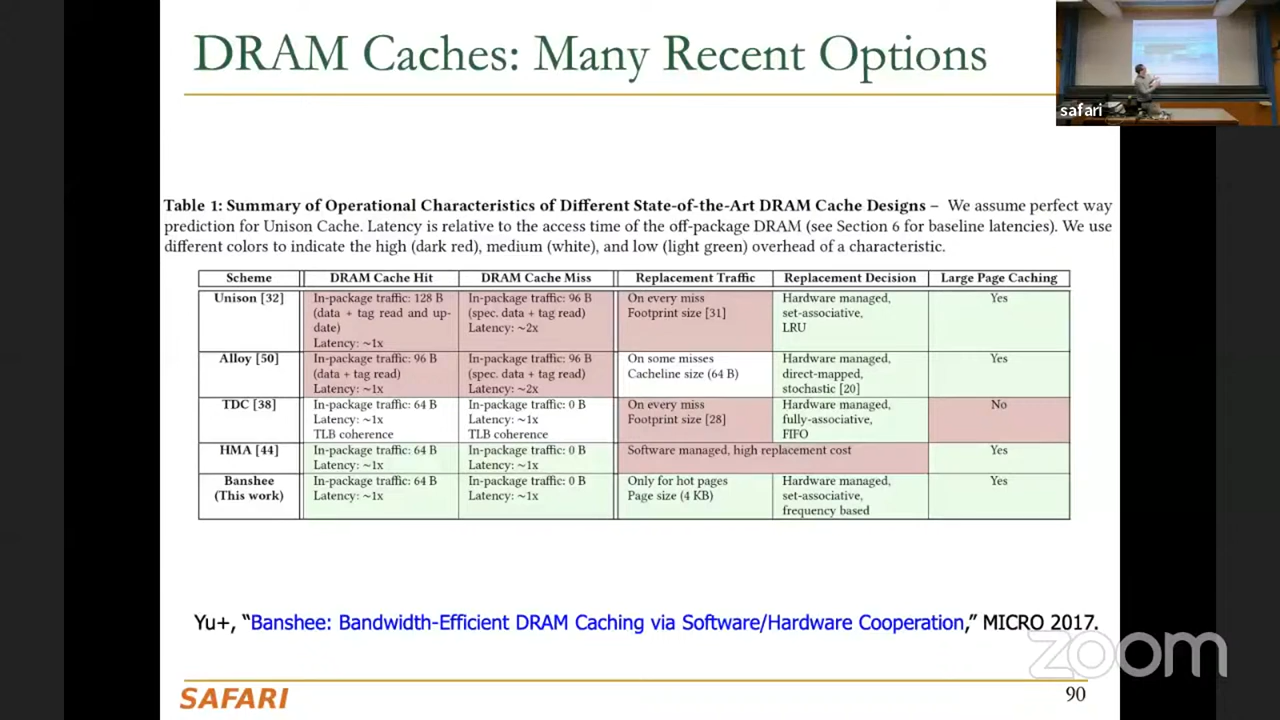 DRAM Caches: Many Recent Options
safari
Table 1: Summary of Operational Characteristics of Different State-of-the-Art DRAM Cache Designs – We assume perfect way
prediction for Unison Cache. Latency is relative to the access time of the off-package DRAM (see Section 6 for baseline latencies). We use
different colors to indicate the high (dark red), medium (white), and low (light green) overhead of a characteristic.
Scheme DRAM Cache Hit DRAM Cache Miss Replacement Traffic Replacement Decision Large Page Caching
Unison [32] In-package traffic: 128 B In-package traffic: 96 B On every miss Hardware managed, Yes
(data + tag read and up- (spec. data + tag read) Footprint size [31] set-associative,
date) Latency: ~2x LRU
Latency: ~1x
Alloy [50] In-package traffic: 96 B In-package traffic: 96 B On some misses Hardware managed, Yes
(data + tag read) (spec. data + tag read) Cacheline size (64 B) direct-mapped,
Latency: ~1x Latency: ~2x stochastic [20]
TDC [38] In-package traffic: 64 B In-package traffic: 0 B On every miss Hardware managed, No
Latency: ~1x Latency: ~1x Footprint size [28] fully-associative,
TLB coherence TLB coherence FIFO
HMA [44] In-package traffic: 64 B In-package traffic: 0 B Software managed, high replacement cost Yes
Latency: ~1x Latency: ~1x
Banshee In-package traffic: 64 B In-package traffic: 0 B Only for hot pages Hardware managed, Yes
(This work) Latency: ~1x Latency: ~1x Page size (4 KB) set-associative,
frequency based
Yu+, “Banshee: Bandwidth-Efficient DRAM Caching via Software/Hardware Cooperation,” MICRO 2017.
zoom
SAFARI
90